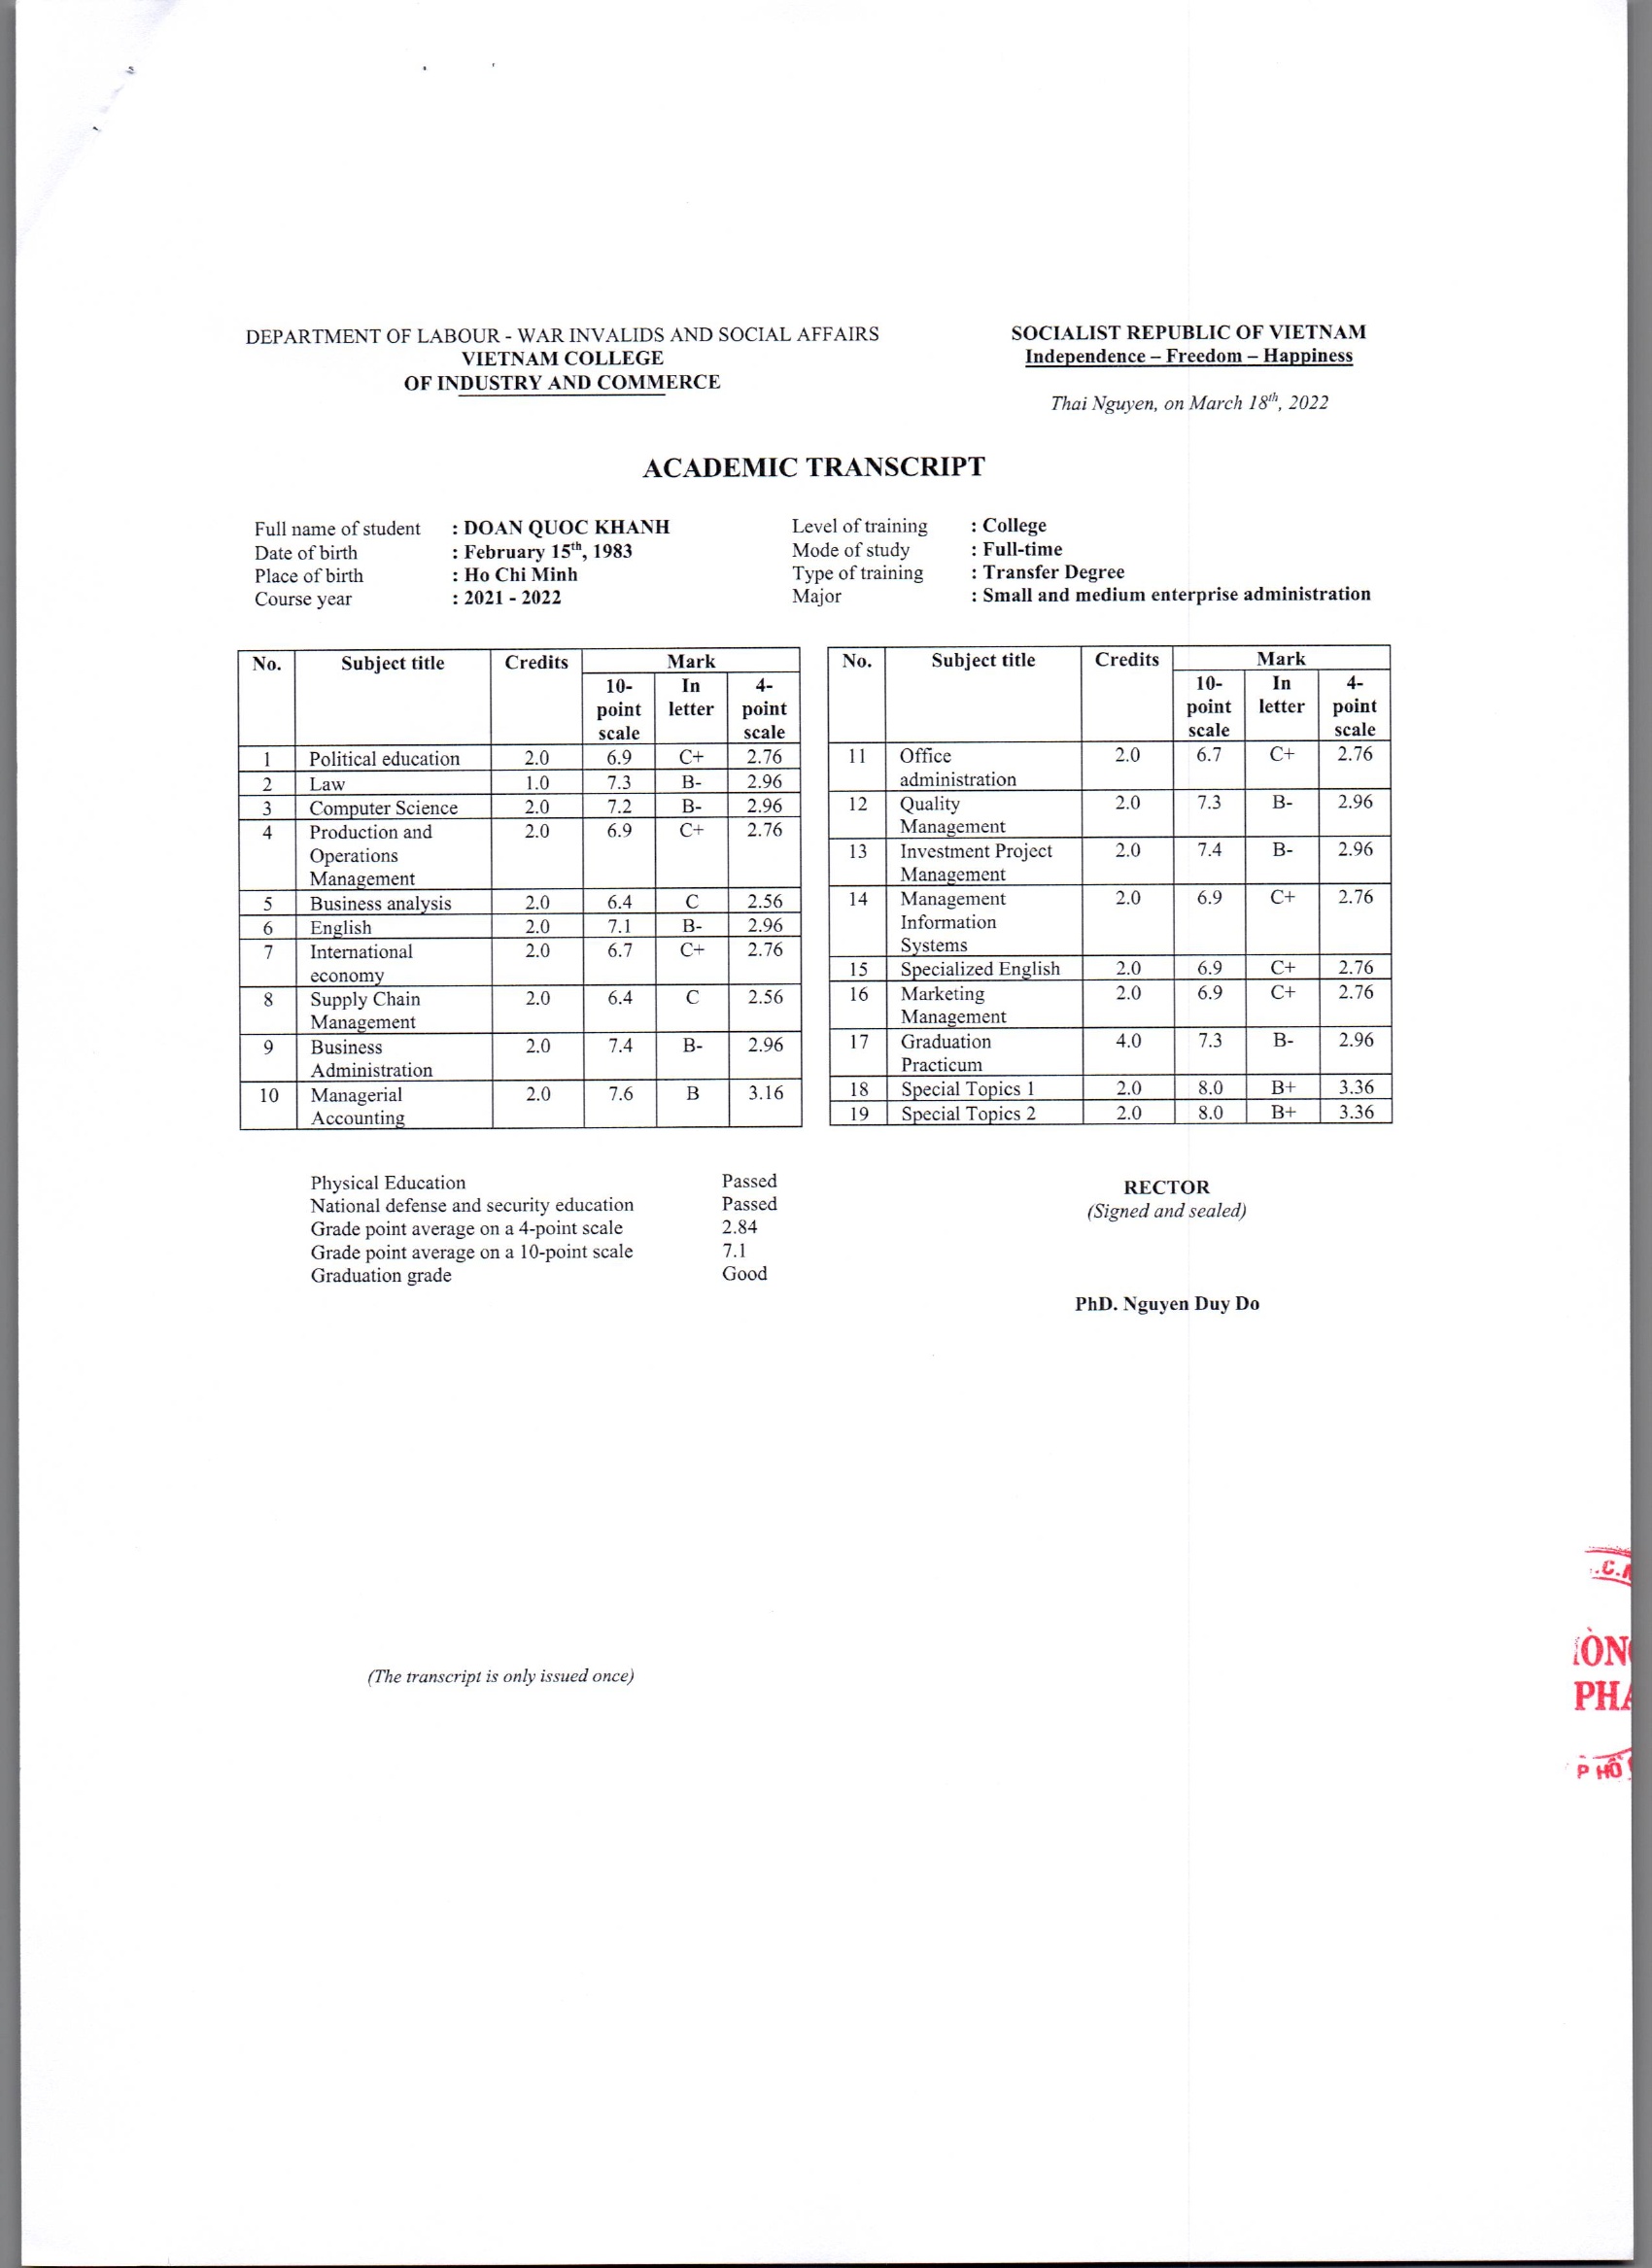 DEPARTMENT OF LABOUR - WAR INVALIDS AND SOCIAL AFFAIRS
VIETNAM COLLEGE
OF INDUSTRY AND COMMERCE
SOCIALIST REPUBLIC OF VIETNAM
Independence – Freedom – Happiness
Thai Nguyen, on March 18th, 2022
ACADEMIC TRANSCRIPT
Full name of student : DOAN QUOC KHANH
Date of birth : February 15th, 1983
Place of birth : Ho Chi Minh
Course year : 2021 - 2022
Level of training : College
Mode of study : Full-time
Type of training : Transfer Degree
Major : Small and medium enterprise administration
No. Subject title Credits Mark
10-point scale In letter 4-point scale
1 Political education 2.0 6.9 C+ 2.76
2 Law 1.0 7.3 B- 2.96
3 Computer Science 2.0 7.2 B- 2.96
4 Production and Operations Management 2.0 6.9 C+ 2.76
5 Business analysis 2.0 6.4 C 2.56
6 English 2.0 7.1 B- 2.96
7 International economy 2.0 6.7 C+ 2.76
8 Supply Chain Management 2.0 6.4 C 2.56
9 Business Administration 2.0 7.4 B- 2.96
10 Managerial Accounting 2.0 7.6 B 3.16
No. Subject title Credits Mark
10-point scale In letter 4-point scale
11 Office administration 2.0 6.7 C+ 2.76
12 Quality Management 2.0 7.3 B- 2.96
13 Investment Project Management 2.0 7.4 B- 2.96
14 Management Information Systems 2.0 6.9 C+ 2.76
15 Specialized English 2.0 6.9 C+ 2.76
16 Marketing Management 2.0 6.9 C+ 2.76
17 Graduation Practicum 4.0 7.3 B- 2.96
18 Special Topics 1 2.0 8.0 B+ 3.36
19 Special Topics 2 2.0 8.0 B+ 3.36
Physical Education Passed
National defense and security education Passed
Grade point average on a 4-point scale 2.84
Grade point average on a 10-point scale 7.1
Graduation grade Good
RECTOR
(Signed and sealed)
PhD. Nguyen Duy Do
(The transcript is only issued once)
P HỒ